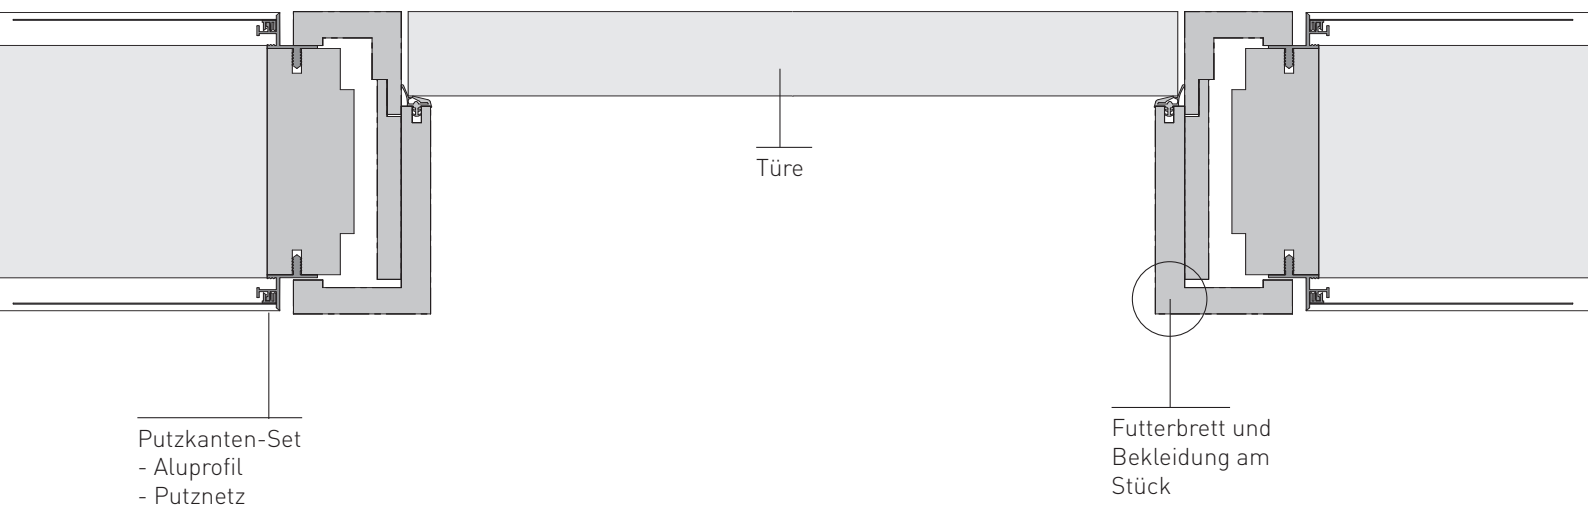 Türe
Putzkanten-Set
- Aluprofil
- Putznetz
Futterbrett und
Bekleidung am
Stück